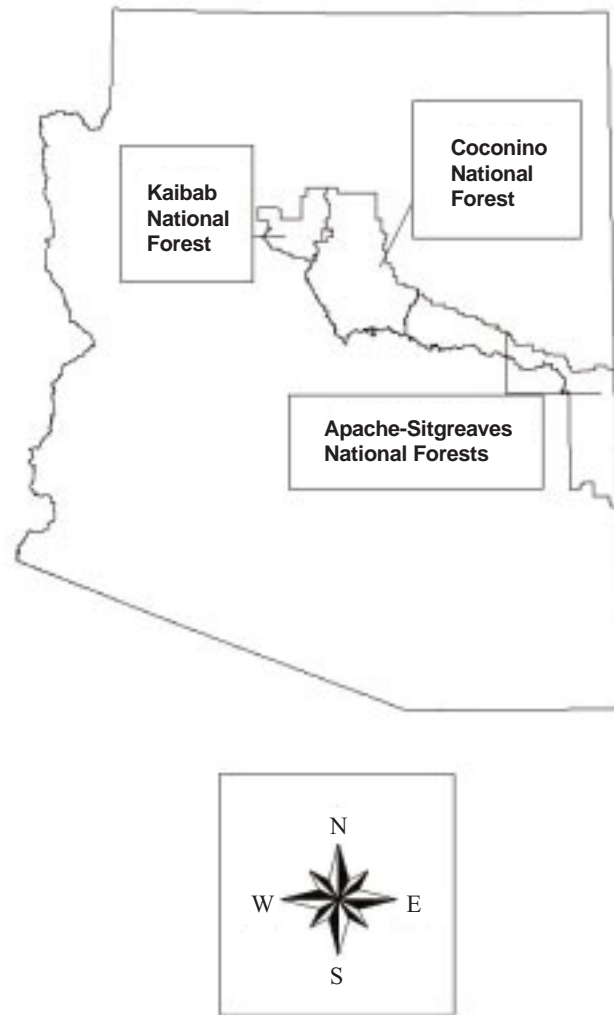 Coconino
National
Forest
Kaibab
National
Forest
Apache-Sitgreaves
National Forests
N
W E
S